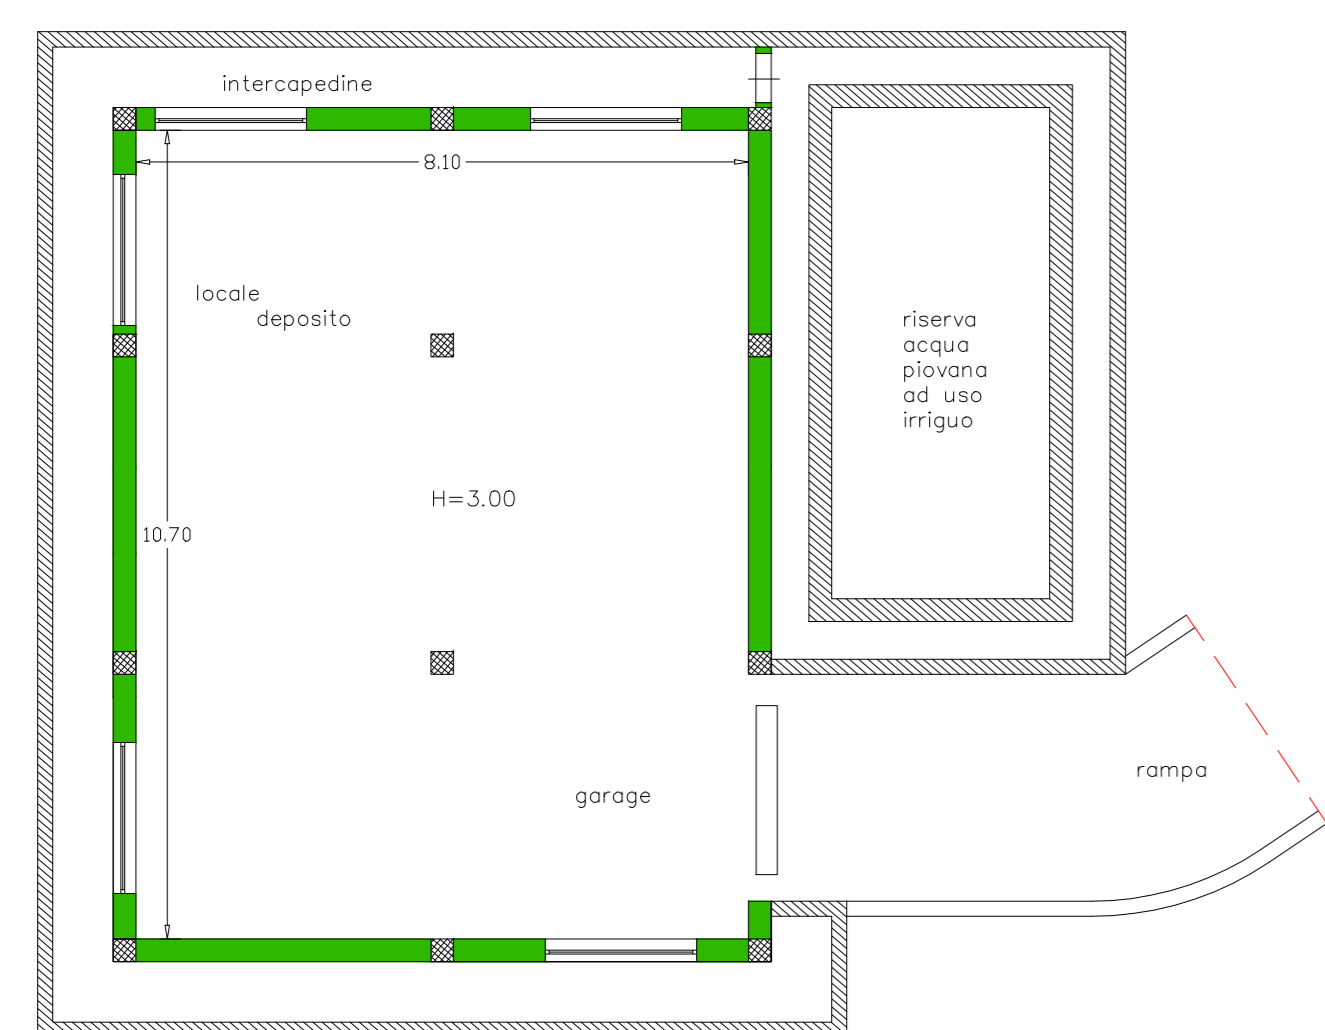 intercapedine
8.10
locale
deposito
riserva
acqua
piovana
ad uso
irriguo
H=3.00
10.70
rampa
garage